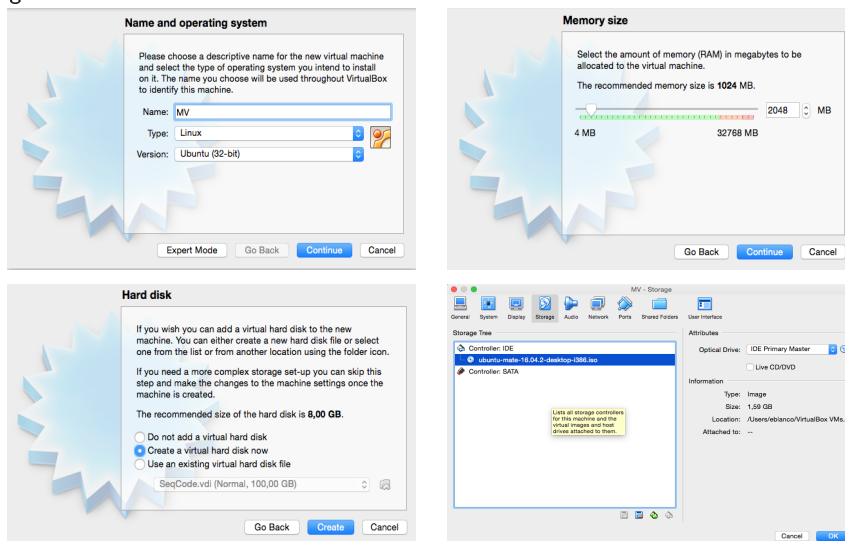 Name and operating system
Please choose a descriptive name for the new virtual machine
and select the type of operating system you intend to install
on it. The name you choose will be used throughout VirtualBox
to identify this machine.
Name: MV
Type: Linux
Version: Ubuntu (32-bit)
Expert Mode Go Back Continue Cancel
Memory size
Select the amount of memory (RAM) in megabytes to be
allocated to the virtual machine.
The recommended memory size is 1024 MB.
2048 MB
4 MB 32768 MB
Go Back Continue Cancel
Hard disk
If you wish you can add a virtual hard disk to the new
machine. You can either create a new hard disk file or select
one from the list or from another location using the folder icon.
If you need a more complex storage set-up you can skip this
step and make the changes to the machine settings once the
machine is created.
The recommended size of the hard disk is 8,00 GB.
Do not add a virtual hard disk
Create a virtual hard disk now
Use an existing virtual hard disk file
SeqCode.vdi (Normal, 100,00 GB)
Go Back Create Cancel
MV - Storage
General System Display Storage Audio Network Ports Shared Folders User Interface
Storage Tree
Controller: IDE
ubuntu-mate-16.04.2-desktop-i386.iso
Controller: SATA
Lists all storage controllers
for this machine and the
virtual images and host
drives attached to them.
Attributes
Optical Drive: IDE Primary Master
Live CD/DVD
Information
Type: Image
Size: 1,59 GB
Location: /Users/eblanco/VirtualBox VMs.
Attached to: --
Cancel OK